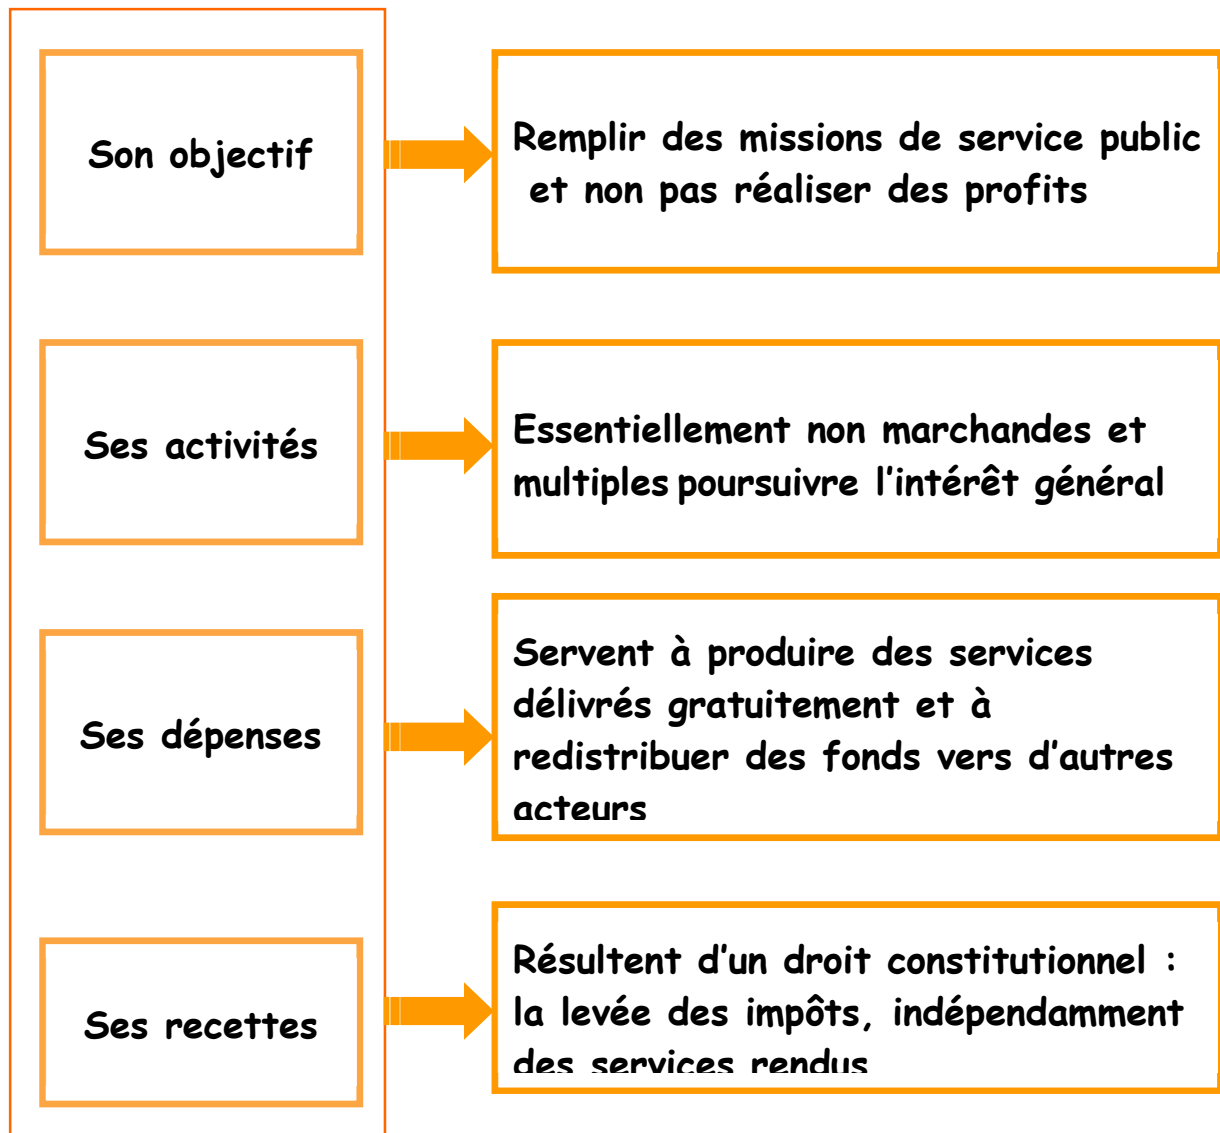 Son objectif
Remplir des missions de service public
et non pas réaliser des profits
Ses activités
Essentiellement non marchandes et
multiples poursuivre l'intérêt général
Ses dépenses
Servent à produire des services
délivrés gratuitement et à
redistribuer des fonds vers d'autres
acteurs
Ses recettes
Résultent d'un droit constitutionnel :
la levée des impôts, indépendamment
des services rendus